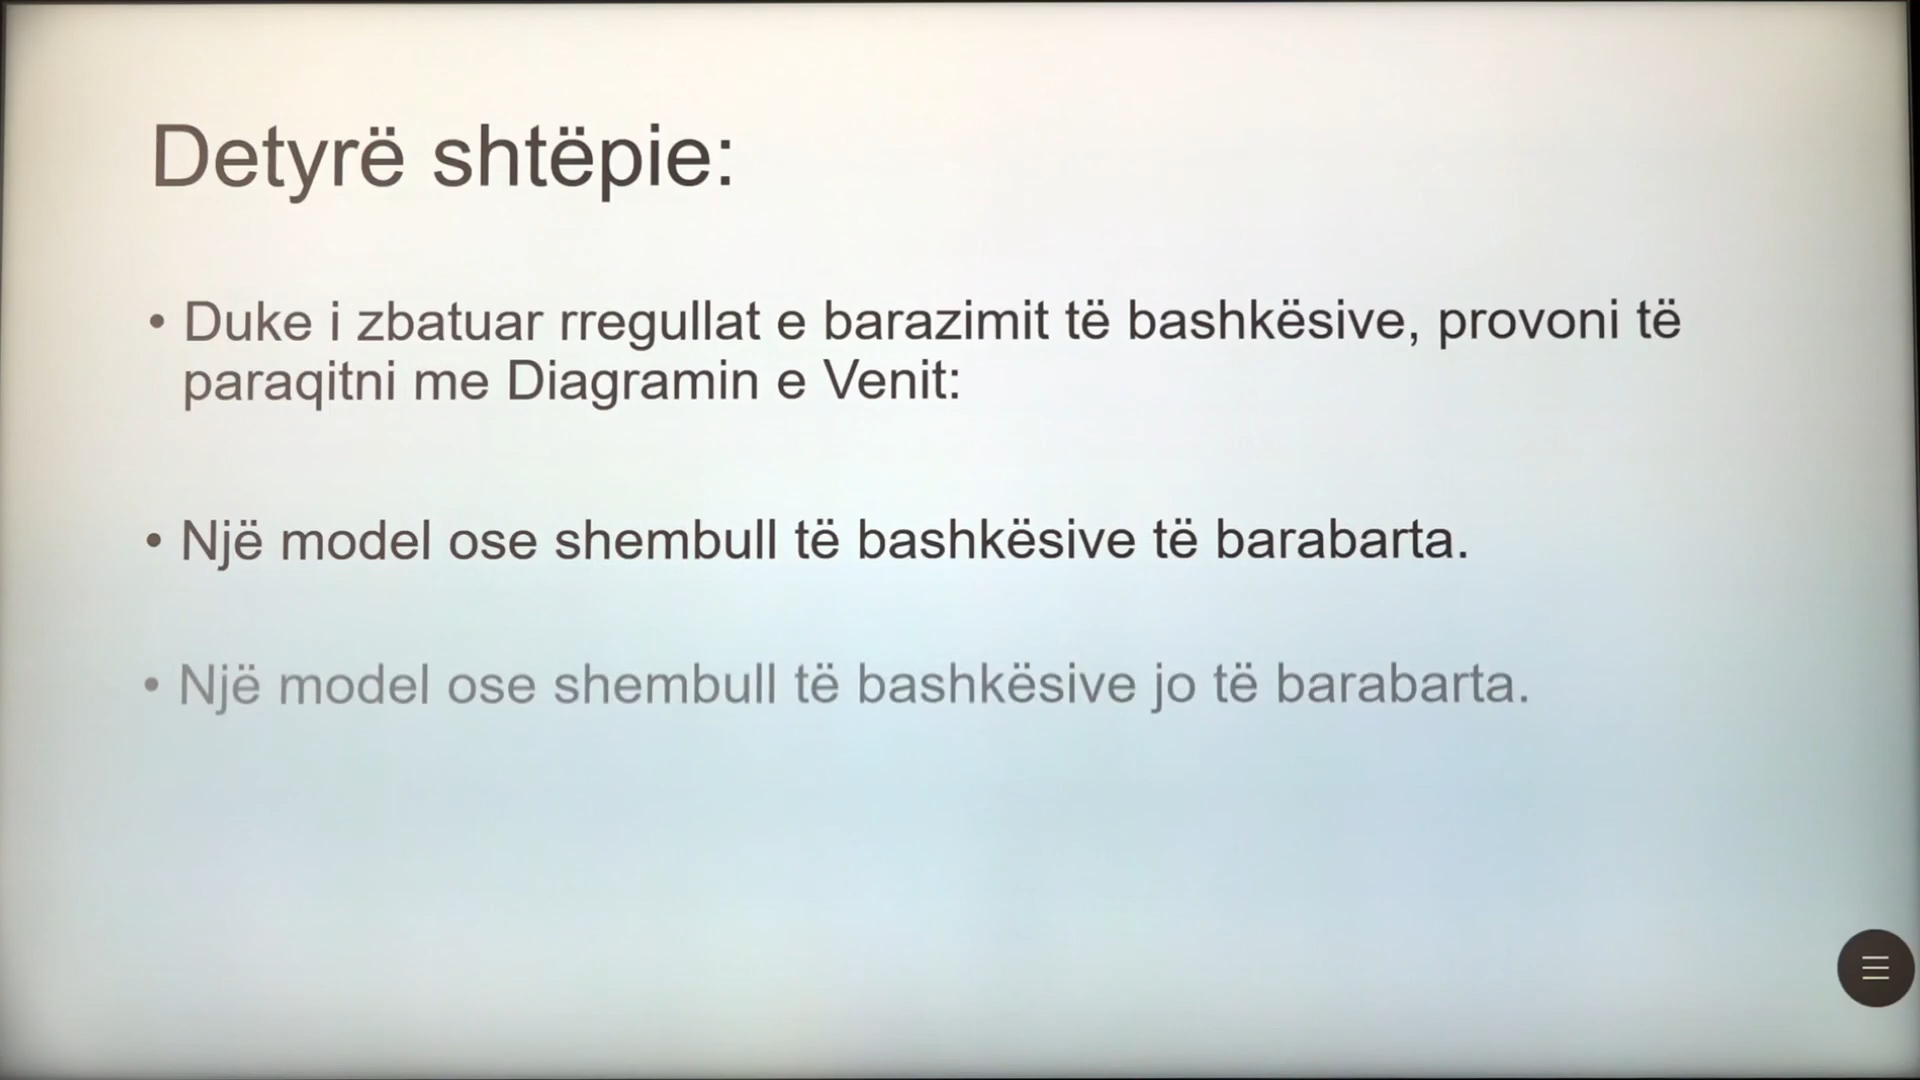 Detyrë shtëpie:
• Duke i zbatuar rregullat e barazimit të bashkësive, provoni të
paraqitni me Diagramin e Venit:
• Një model ose shembull të bashkësive të barabarta.
• Një model ose shembull të bashkësive jo të barabarta.